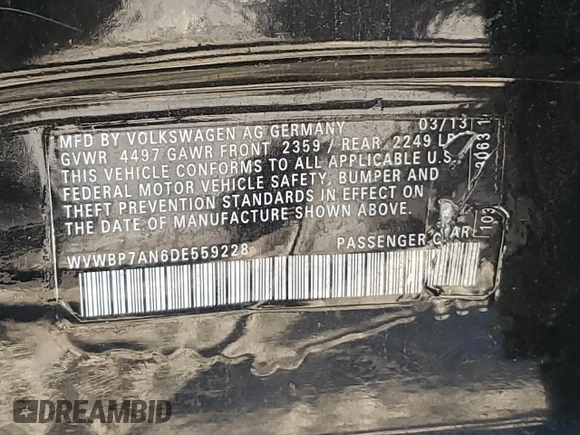 MFD BY VOLKSWAGEN AG GERMANY 03/13
GVWR 4497 GAWR FRONT 2359 / REAR 2249 LB
THIS VEHICLE CONFORMS TO ALL APPLICABLE U.S.
FEDERAL MOTOR VEHICLE SAFETY, BUMPER AND
THEFT PREVENTION STANDARDS IN EFFECT ON
THE DATE OF MANUFACTURE SHOWN ABOVE.
WVWBP7AN6DE559228 PASSENGER CAR
103
DREAMBID